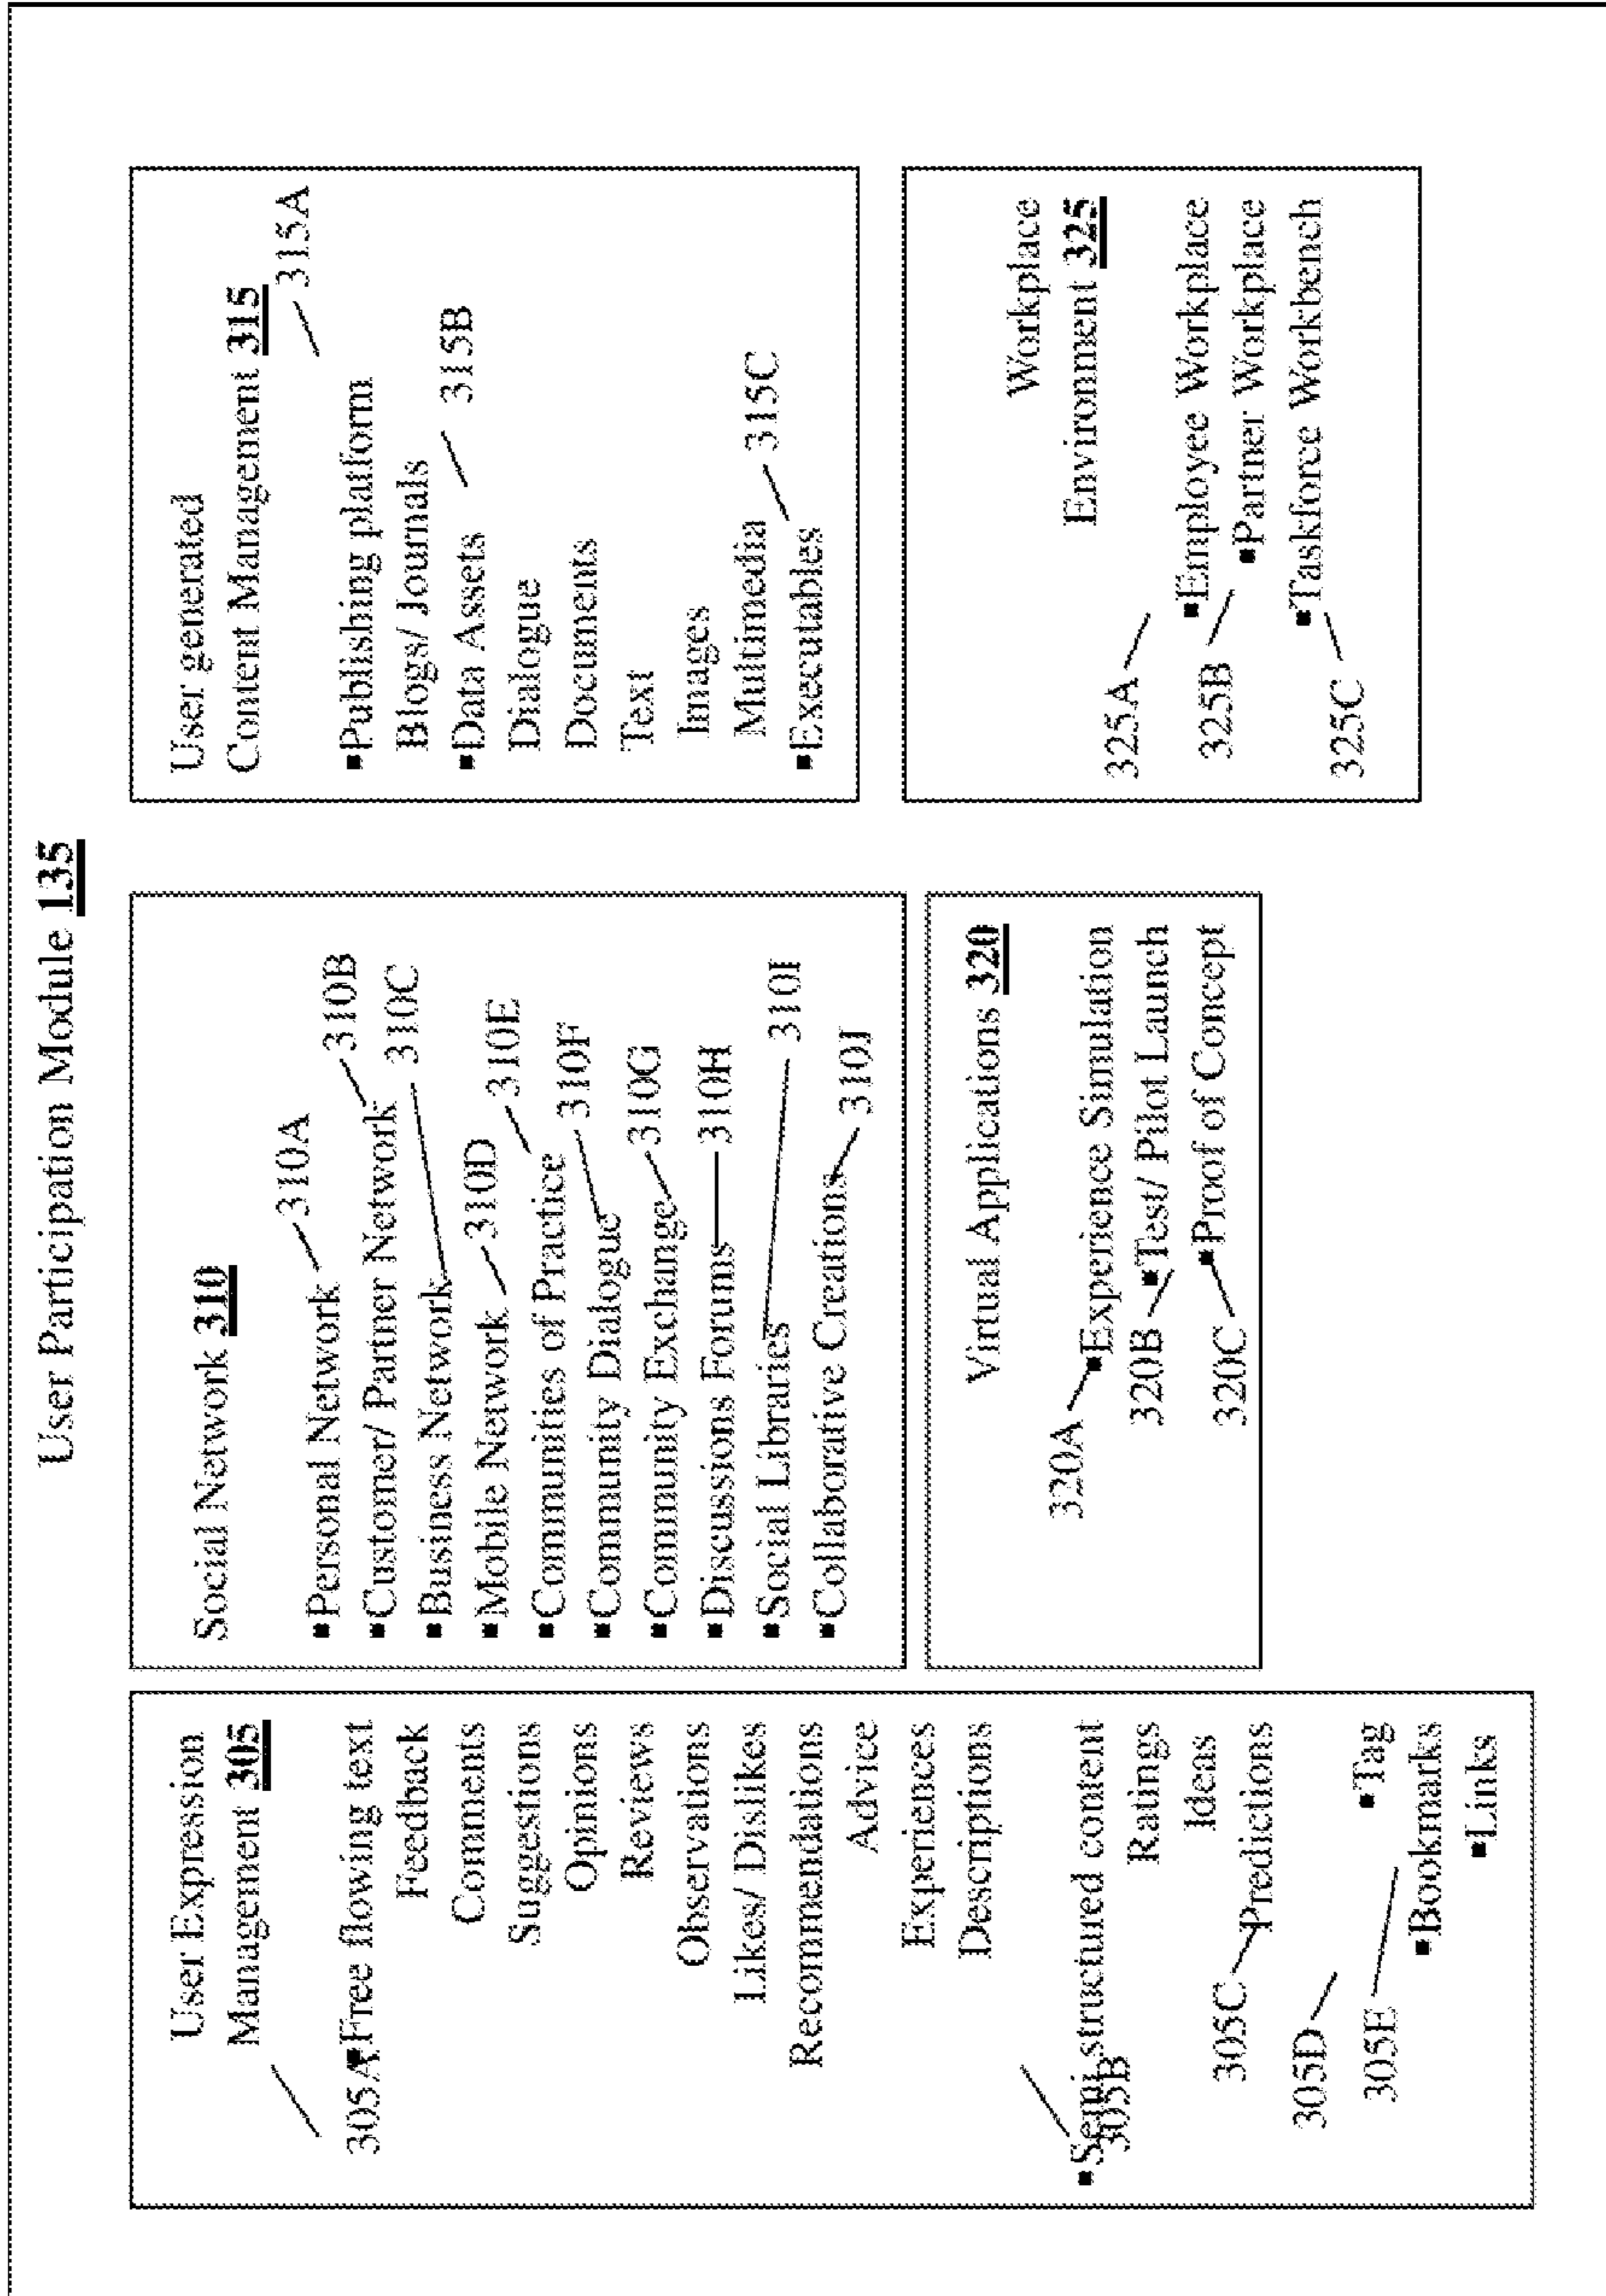 User Participation Module 135
User Expression
Management 305
305A
▪Free flowing text
Feedback
Comments
Suggestions
Opinions
Reviews
Observations
Likes/ Dislikes
Recommendations
Advice
Experiences
Descriptions
▪Semi structured content
305B
Ratings
Ideas
305C
Predictions
305D
▪Tag
305E
▪Bookmarks
▪Links
Social Network 310
▪Personal Network 310A
▪Customer/ Partner Network 310B
▪Business Network 310C
▪Mobile Network 310D
▪Communities of Practice 310E
▪Community Dialogue 310F
▪Community Exchange 310G
▪Discussions Forums 310H
▪Social Libraries 310I
▪Collaborative Creations 310J
Virtual Applications 320
320A ▪Experience Simulation
320B ▪Test/ Pilot Launch
320C ▪Proof of Concept
User generated
Content Management 315
315A
▪Publishing platform
Blogs/ Journals
▪Data Assets 315B
Dialogue
Documents
Text
Images
Multimedia
▪Executables 315C
Workplace
Environment 325
325A
▪Employee Workplace
325B ▪Partner Workplace
▪Taskforce Workbench
325C